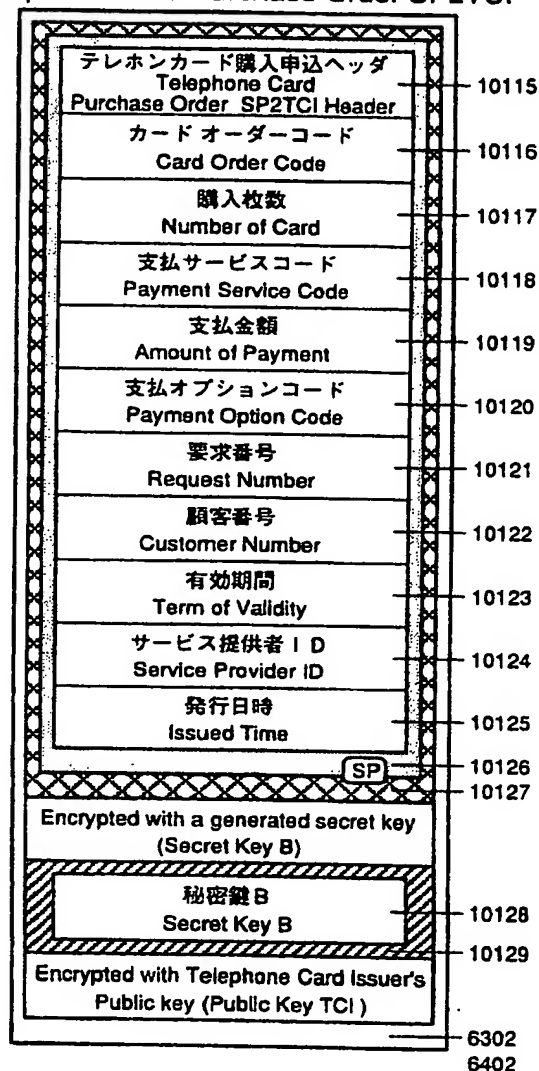 Purchase Order SP2TCI
テレホンカード購入申込ヘッダ
Telephone Card
Purchase Order SP2TCI Header
10115
カード オーダーコード
Card Order Code
10116
購入枚数
Number of Card
10117
支払サービスコード
Payment Service Code
10118
支払金額
Amount of Payment
10119
支払オプションコード
Payment Option Code
10120
要求番号
Request Number
10121
顧客番号
Customer Number
10122
有効期間
Term of Validity
10123
サービス提供者 I D
Service Provider ID
10124
発行日時
Issued Time
10125
SP
10126
10127
Encrypted with a generated secret key
(Secret Key B)
秘密鍵 B
Secret Key B
10128
10129
Encrypted with Telephone Card Issuer's
Public key (Public Key TCI )
6302
6402